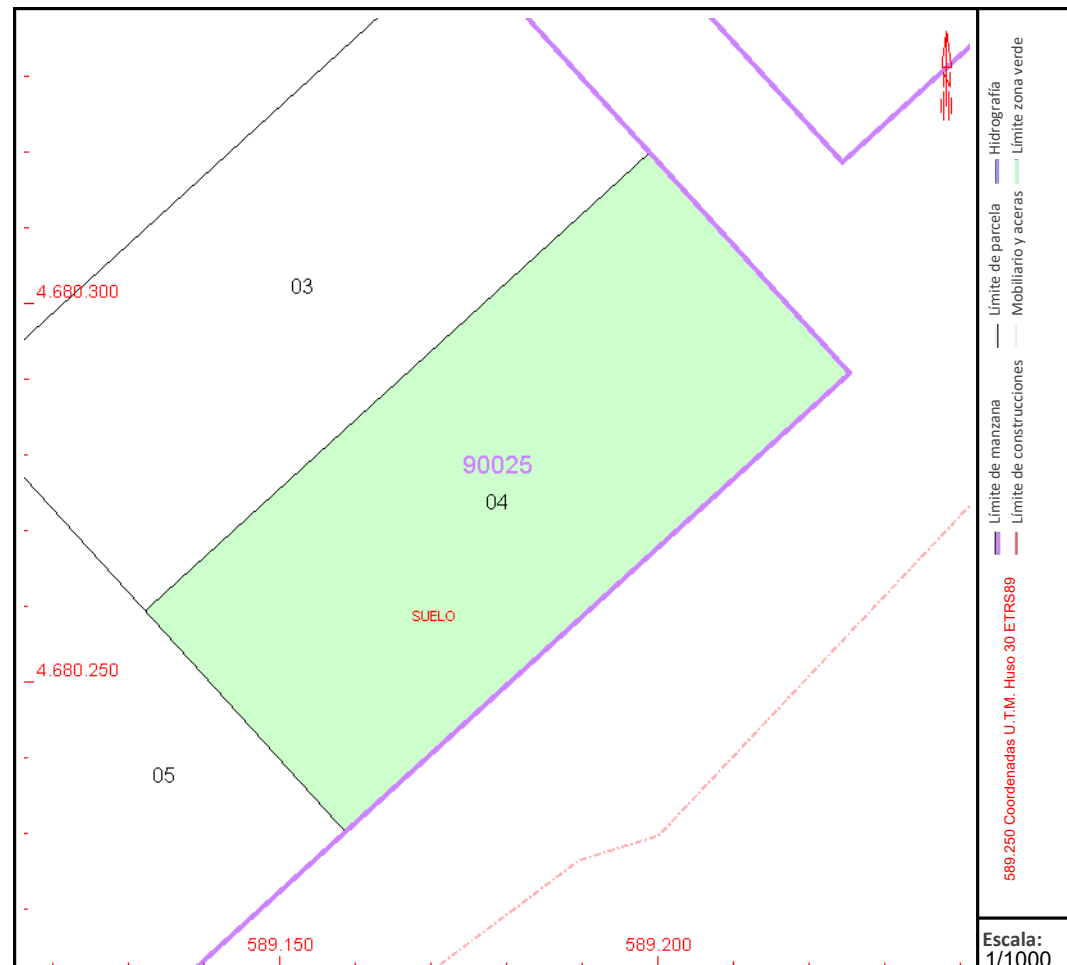 03
4.680.300
90025
04
SUELO
4.680.250
05
589.150
589.200
N
Hidrografía
Límite zona verde
Límite de parcela
Mobiliario y aceras
Límite de manzana
Límite de construcciones
589.250 Coordenadas U.T.M. Huso 30 ETRS89
Escala:
1/1000